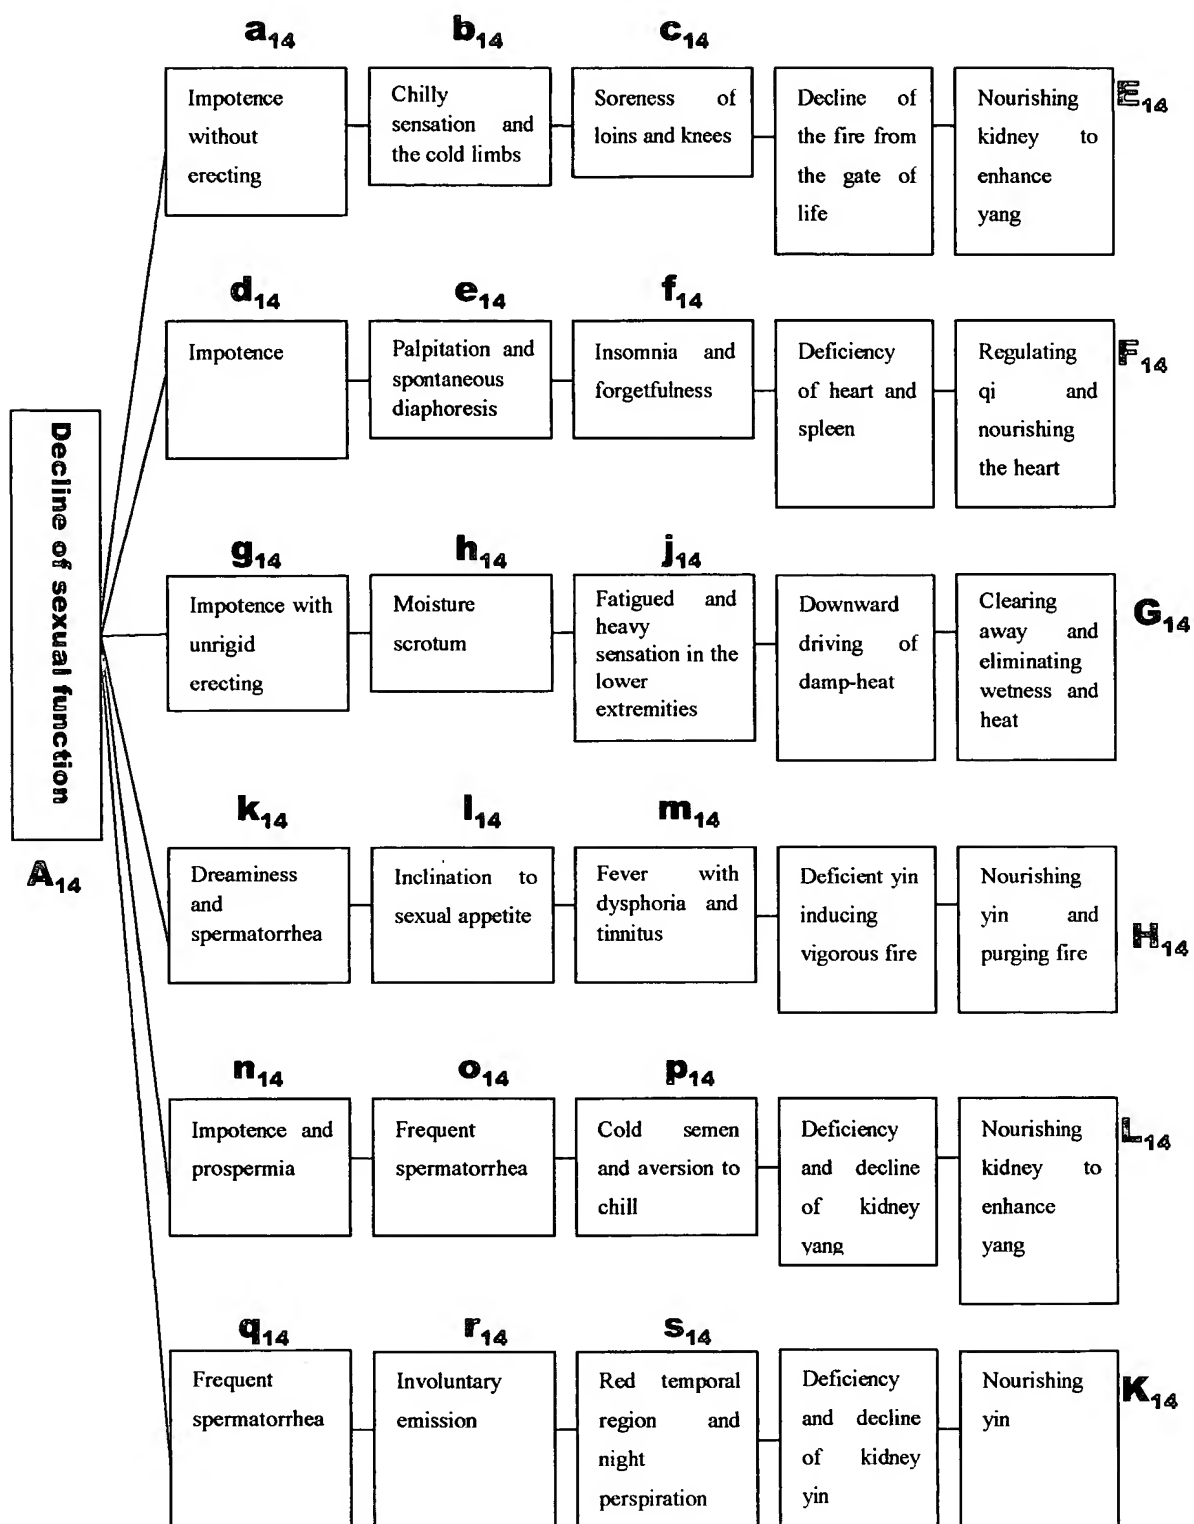 a14 b14 c14
Impotence
without
erecting
Chilly
sensation and
the cold limbs
Soreness of
loins and knees
Decline of
the fire from
the gate of
life
Nourishing
kidney to
enhance
yang
E14
d14 e14 f14
Impotence
Palpitation and
spontaneous
diaphoresis
Insomnia and
forgetfulness
Deficiency
of heart and
spleen
Regulating
qi and
nourishing
the heart
F14
Decline of sexual function
A14
g14 h14 j14
Impotence with
unrigid
erecting
Moisture
scrotum
Fatigued and
heavy
sensation in the
lower
extremities
Downward
driving of
damp-heat
Clearing
away and
eliminating
wetness and
heat
G14
k14 l14 m14
Dreaminess
and
spermatorrhea
Inclination to
sexual appetite
Fever with
dysphoria and
tinnitus
Deficient yin
inducing
vigorous fire
Nourishing
yin and
purging fire
H14
n14 o14 p14
Impotence and
prospermia
Frequent
spermatorrhea
Cold semen
and aversion to
chill
Deficiency
and decline
of kidney
yang
Nourishing
kidney to
enhance
yang
L14
q14 r14 s14
Frequent
spermatorrhea
Involuntary
emission
Red temporal
region and
night
perspiration
Deficiency
and decline
of kidney
yin
Nourishing
yin
K14